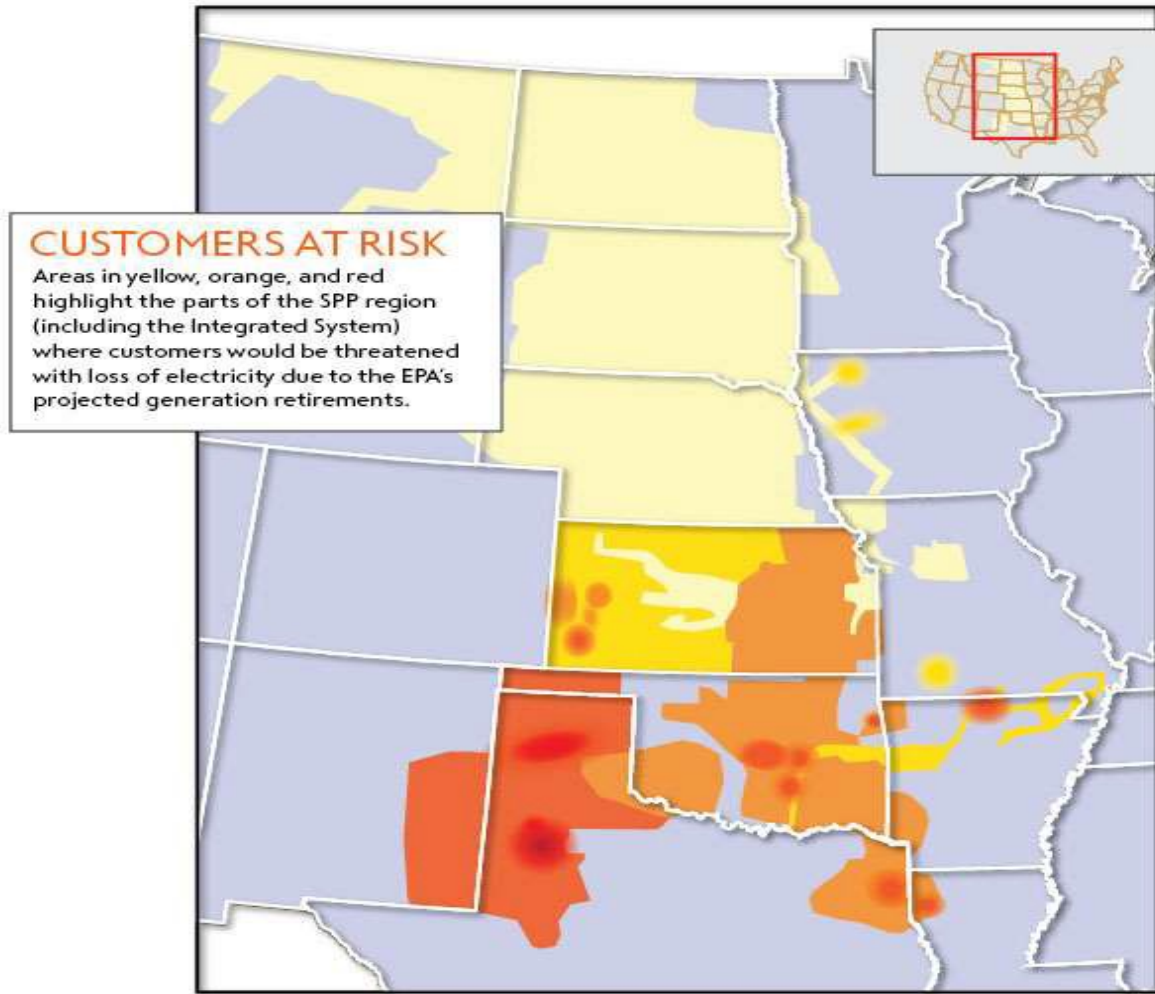 CUSTOMERS AT RISK
Areas in yellow, orange, and red
highlight the parts of the SPP region
(including the Integrated System)
where customers would be threatened
with loss of electricity due to the EPA's
projected generation retirements.